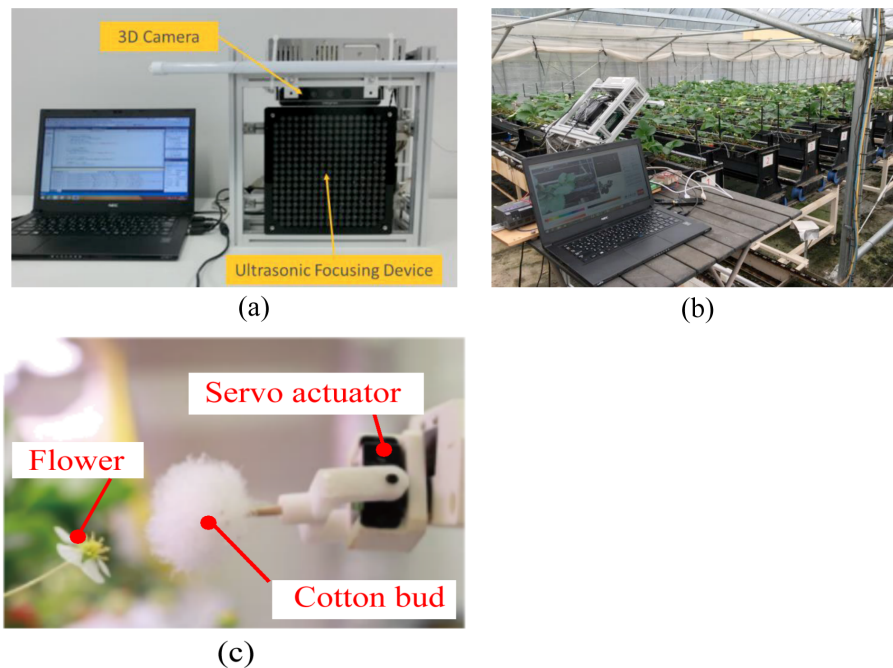 3D Camera
Ultrasonic Focusing Device
(a)
(b)
Servo actuator
Flower
Cotton bud
(c)